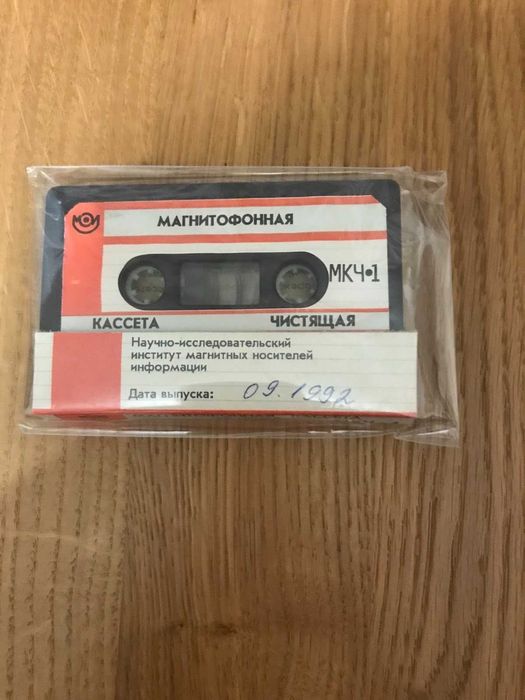 МАГНИТОФОННАЯ
МКЧ•1
КАССЕТА ЧИСТЯЩАЯ
Научно-исследовательский
институт магнитных носителей
информации
Дата выпуска: 09.1992